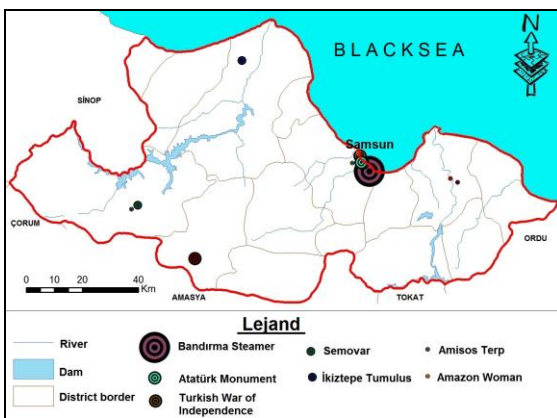 BLACKSEA
SİNOP
Samsun
ÇORUM
ORDU
0 10 20 40
Km
AMASYA
TOKAT
Lejand
River
Dam
District border
Bandırma Steamer
Atatürk Monument
Turkish War of
Independence
Semovar
İkiztepe Tumulus
Amisos Terp
Amazon Woman